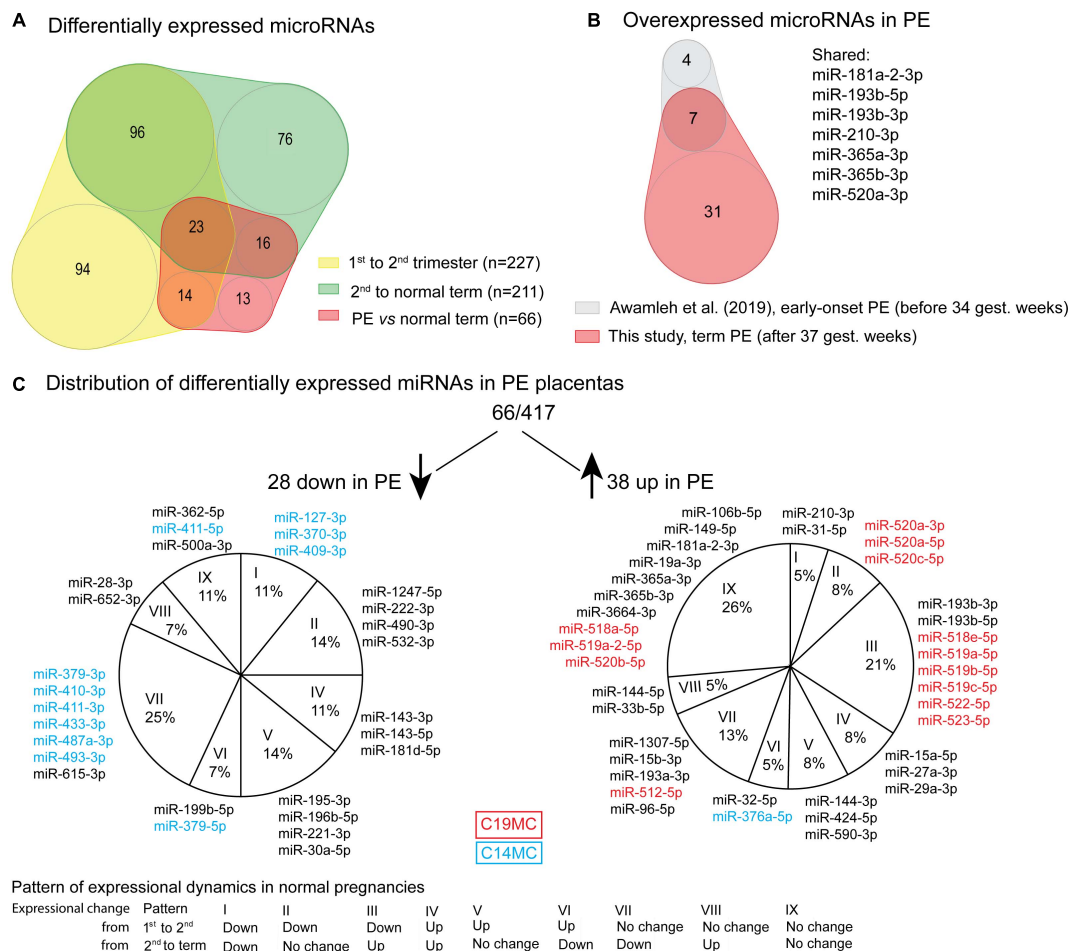 A Differentially expressed microRNAs
96
76
23
16
94
14
13
1st to 2nd trimester (n=227)
2nd to normal term (n=211)
PE vs normal term (n=66)
B Overexpressed microRNAs in PE
4
7
31
Shared:
miR-181a-2-3p
miR-193b-5p
miR-193b-3p
miR-210-3p
miR-365a-3p
miR-365b-3p
miR-520a-3p
Awamleh et al. (2019), early-onset PE (before 34 gest. weeks)
This study, term PE (after 37 gest. weeks)
C Distribution of differentially expressed miRNAs in PE placentas
66/417
28 down in PE
38 up in PE
miR-362-5p
miR-411-5p
miR-500a-3p
miR-127-3p
miR-370-3p
miR-409-3p
miR-28-3p
miR-652-3p
miR-1247-5p
miR-222-3p
miR-490-3p
miR-532-3p
IX
11%
I
11%
VIII
7%
II
14%
VII
25%
IV
11%
VI
7%
V
14%
miR-379-3p
miR-410-3p
miR-411-3p
miR-433-3p
miR-487a-3p
miR-493-3p
miR-615-3p
miR-143-3p
miR-143-5p
miR-181d-5p
miR-199b-5p
miR-379-5p
miR-195-3p
miR-196b-5p
miR-221-3p
miR-30a-5p
miR-106b-5p
miR-149-5p
miR-181a-2-3p
miR-19a-3p
miR-365a-3p
miR-365b-3p
miR-3664-3p
miR-518a-5p
miR-519a-2-5p
miR-520b-5p
miR-210-3p
miR-31-5p
miR-520a-3p
miR-520a-5p
miR-520c-5p
I
5%
II
8%
IX
26%
III
21%
VIII 5%
VII
13%
VI
5%
V
8%
IV
8%
miR-193b-3p
miR-193b-5p
miR-518e-5p
miR-519a-5p
miR-519b-5p
miR-519c-5p
miR-522-5p
miR-523-5p
miR-144-5p
miR-33b-5p
miR-1307-5p
miR-15b-3p
miR-193a-3p
miR-512-5p
miR-96-5p
miR-15a-5p
miR-27a-3p
miR-29a-3p
miR-32-5p
miR-376a-5p
miR-144-3p
miR-424-5p
miR-590-3p
C19MC
C14MC
Pattern of expressional dynamics in normal pregnancies
Expressional change Pattern I II III IV V VI VII VIII IX
from 1st to 2nd Down Down Down Up Up Up No change No change No change
from 2nd to term Down No change Up Up No change Down Down Up No change